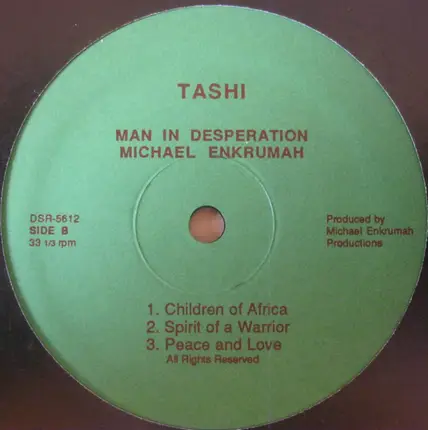 TASHI
MAN IN DESPERATION
MICHAEL ENKRUMAH
DSR-5612
SIDE B
33 1/3 rpm
Produced by
Michael Enkrumah
Productions
1. Children of Africa
2. Spirit of a Warrior
3. Peace and Love
All Rights Reserved